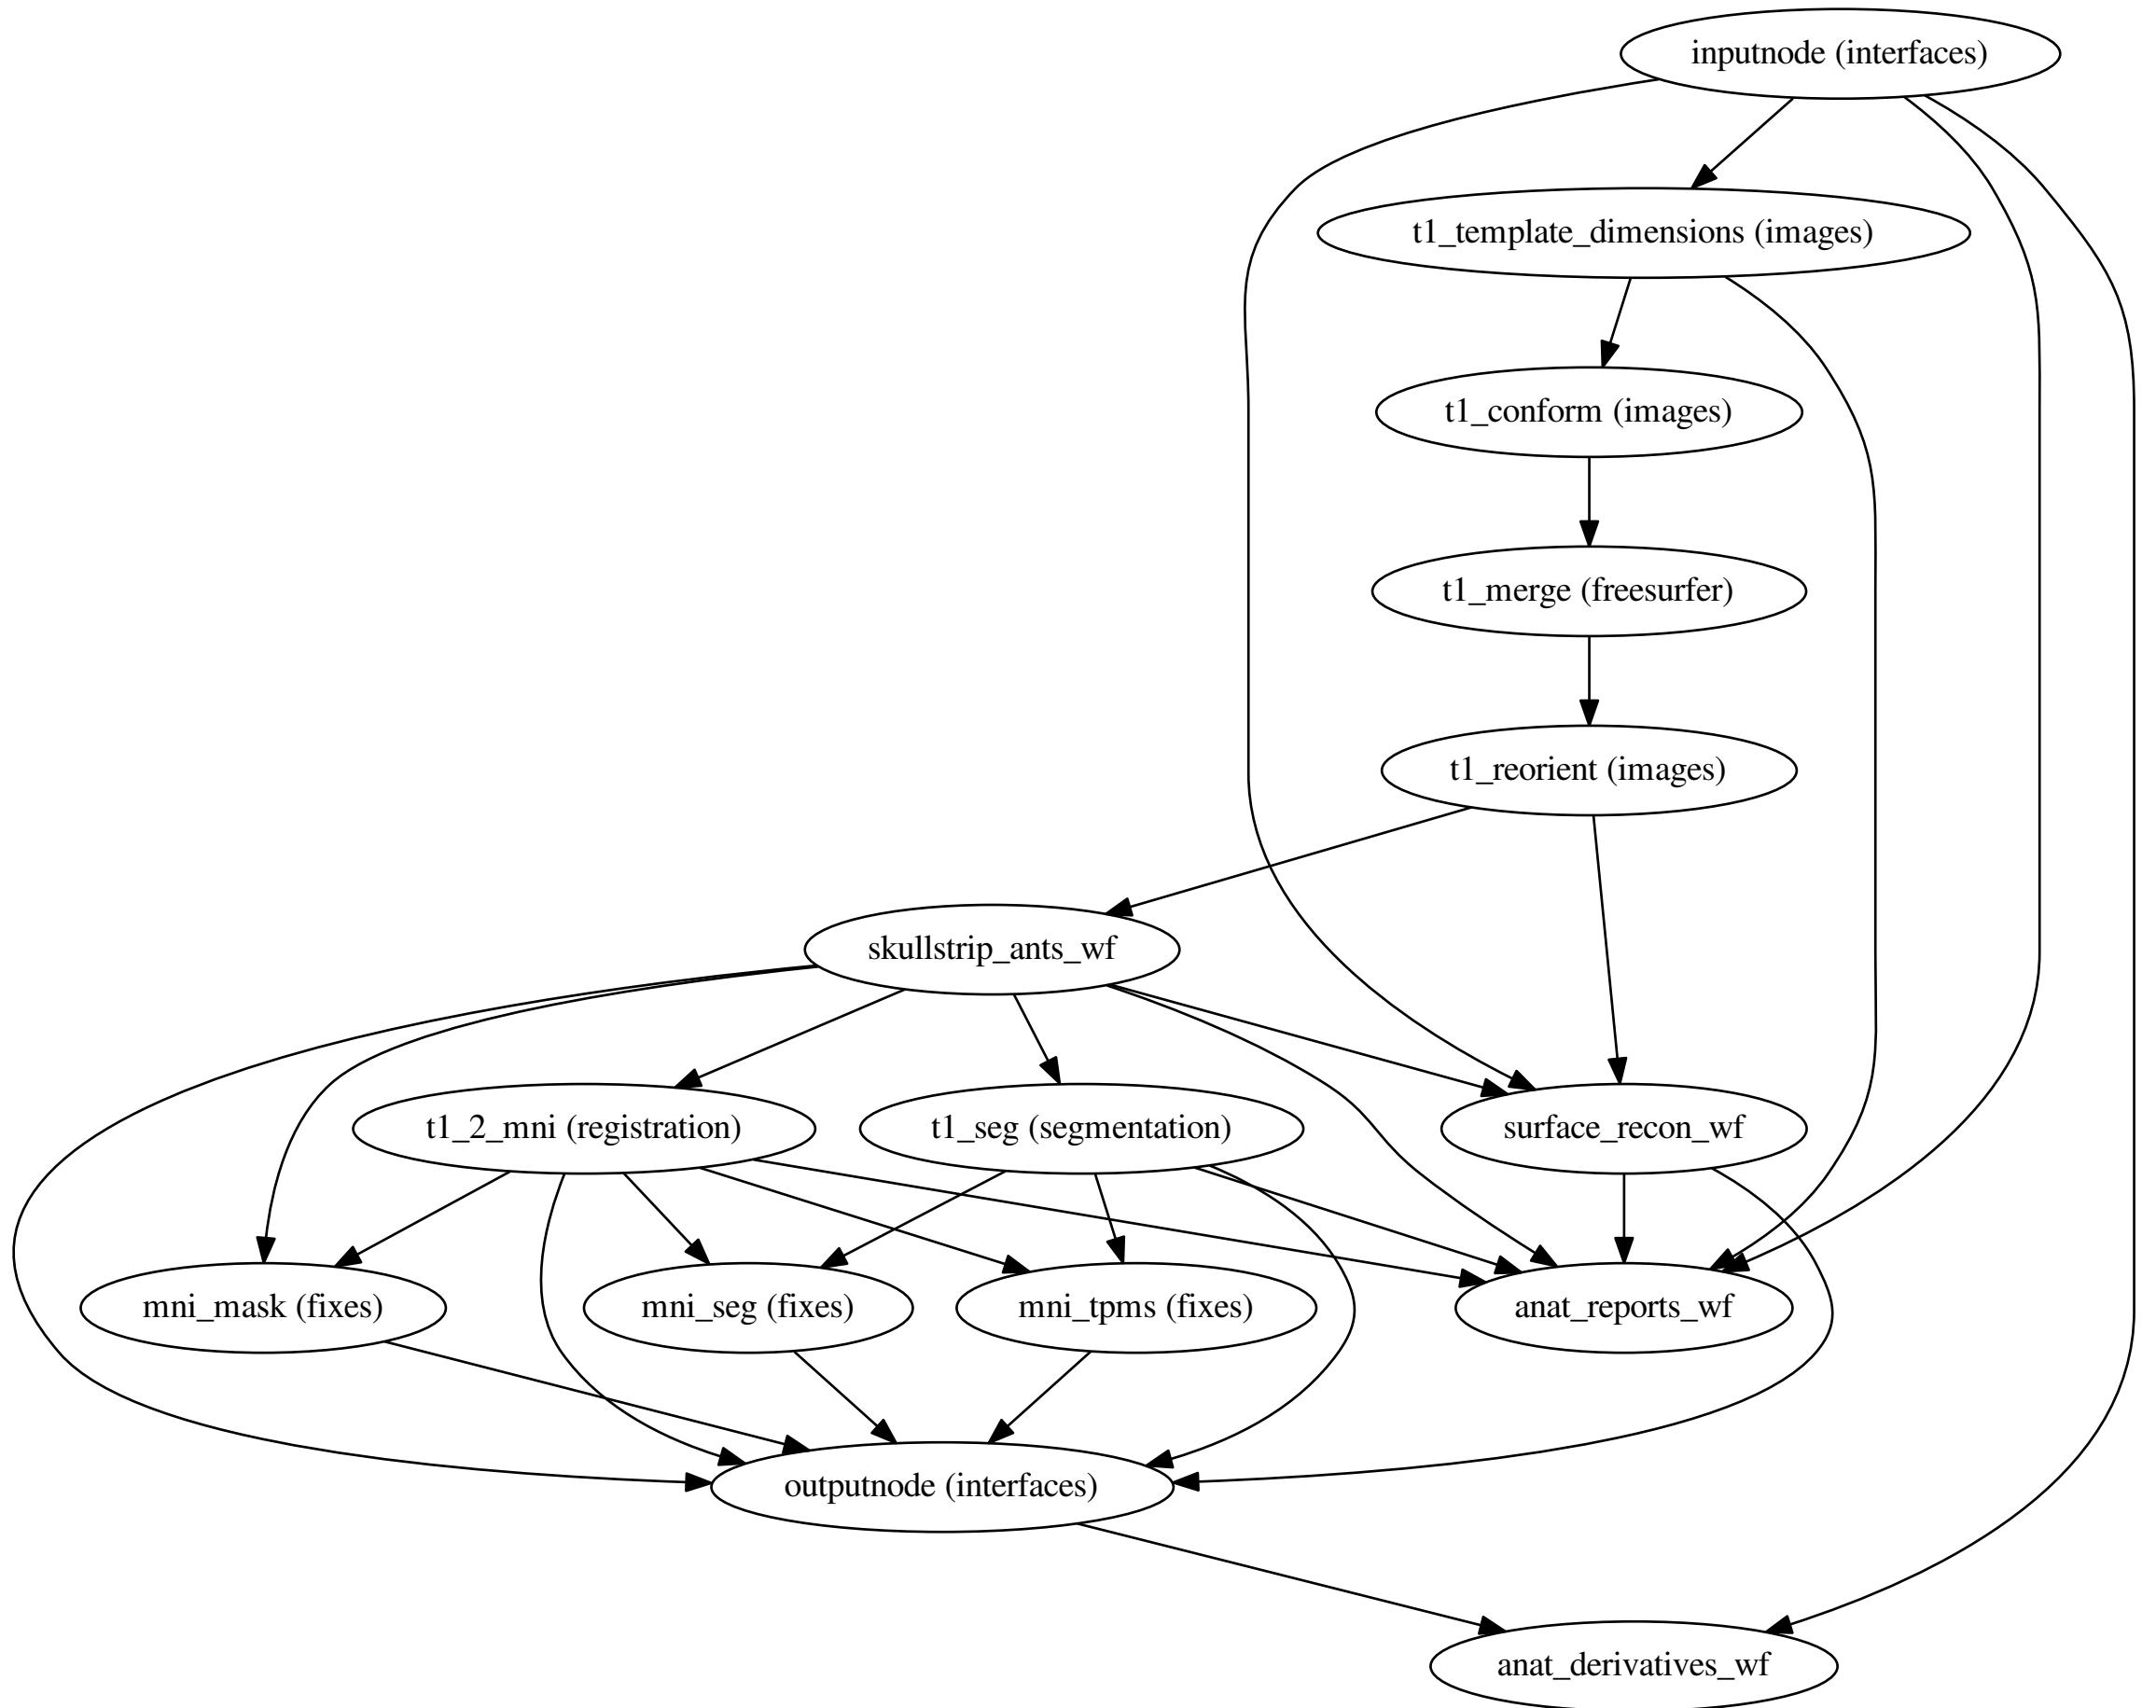 inputnode (interfaces)
t1_template_dimensions (images)
t1_conform (images)
t1_merge (freesurfer)
t1_reorient (images)
skullstrip_ants_wf
t1_2_mni (registration)
t1_seg (segmentation)
surface_recon_wf
mni_mask (fixes)
mni_seg (fixes)
mni_tpms (fixes)
anat_reports_wf
outputnode (interfaces)
anat_derivatives_wf